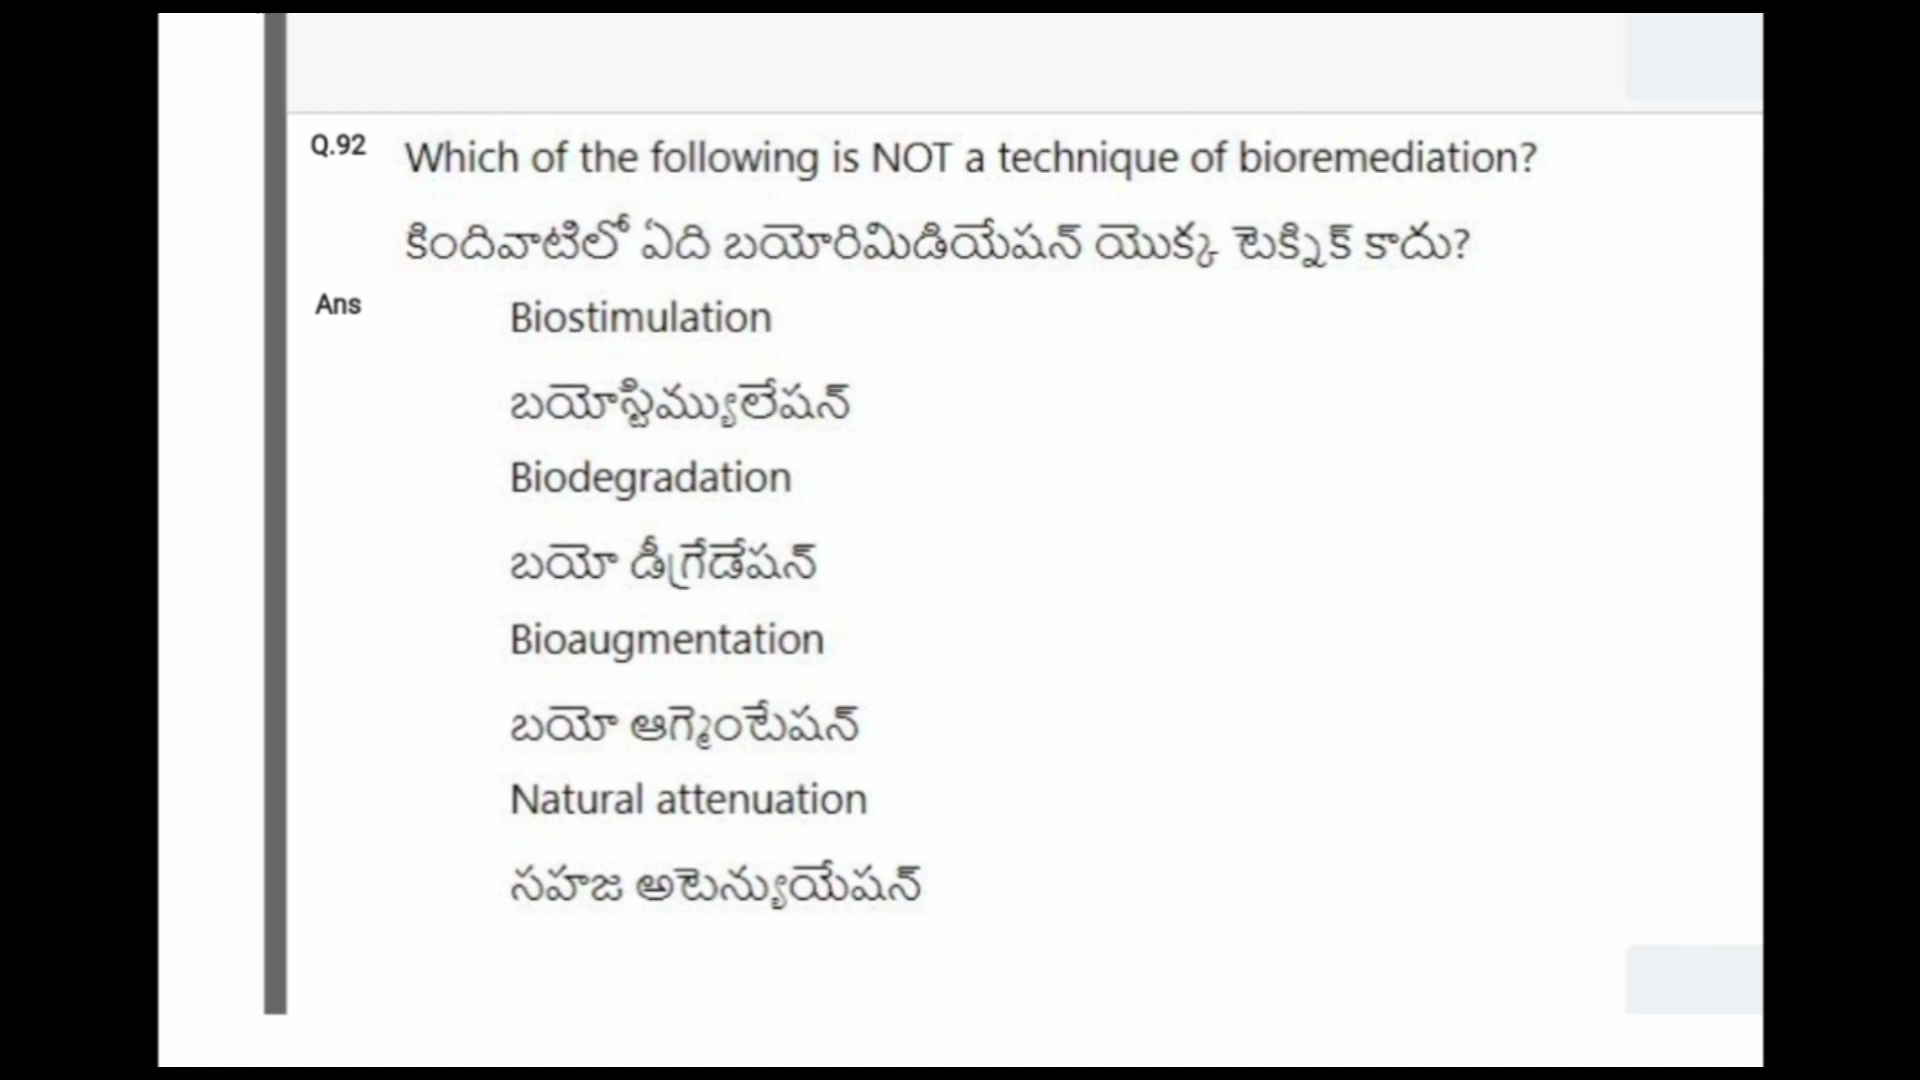 Q.92 Which of the following is NOT a technique of bioremediation?
కిందివాటిలో ఏది బయోరిమిడియేషన్ యొక్క టెక్నిక్ కాదు?
Ans Biostimulation
బయోస్టిమ్యులేషన్
Biodegradation
బయో డీగ్రేడేషన్
Bioaugmentation
బయో ఆగ్మెంటేషన్
Natural attenuation
సహజ అటెన్యుయేషన్